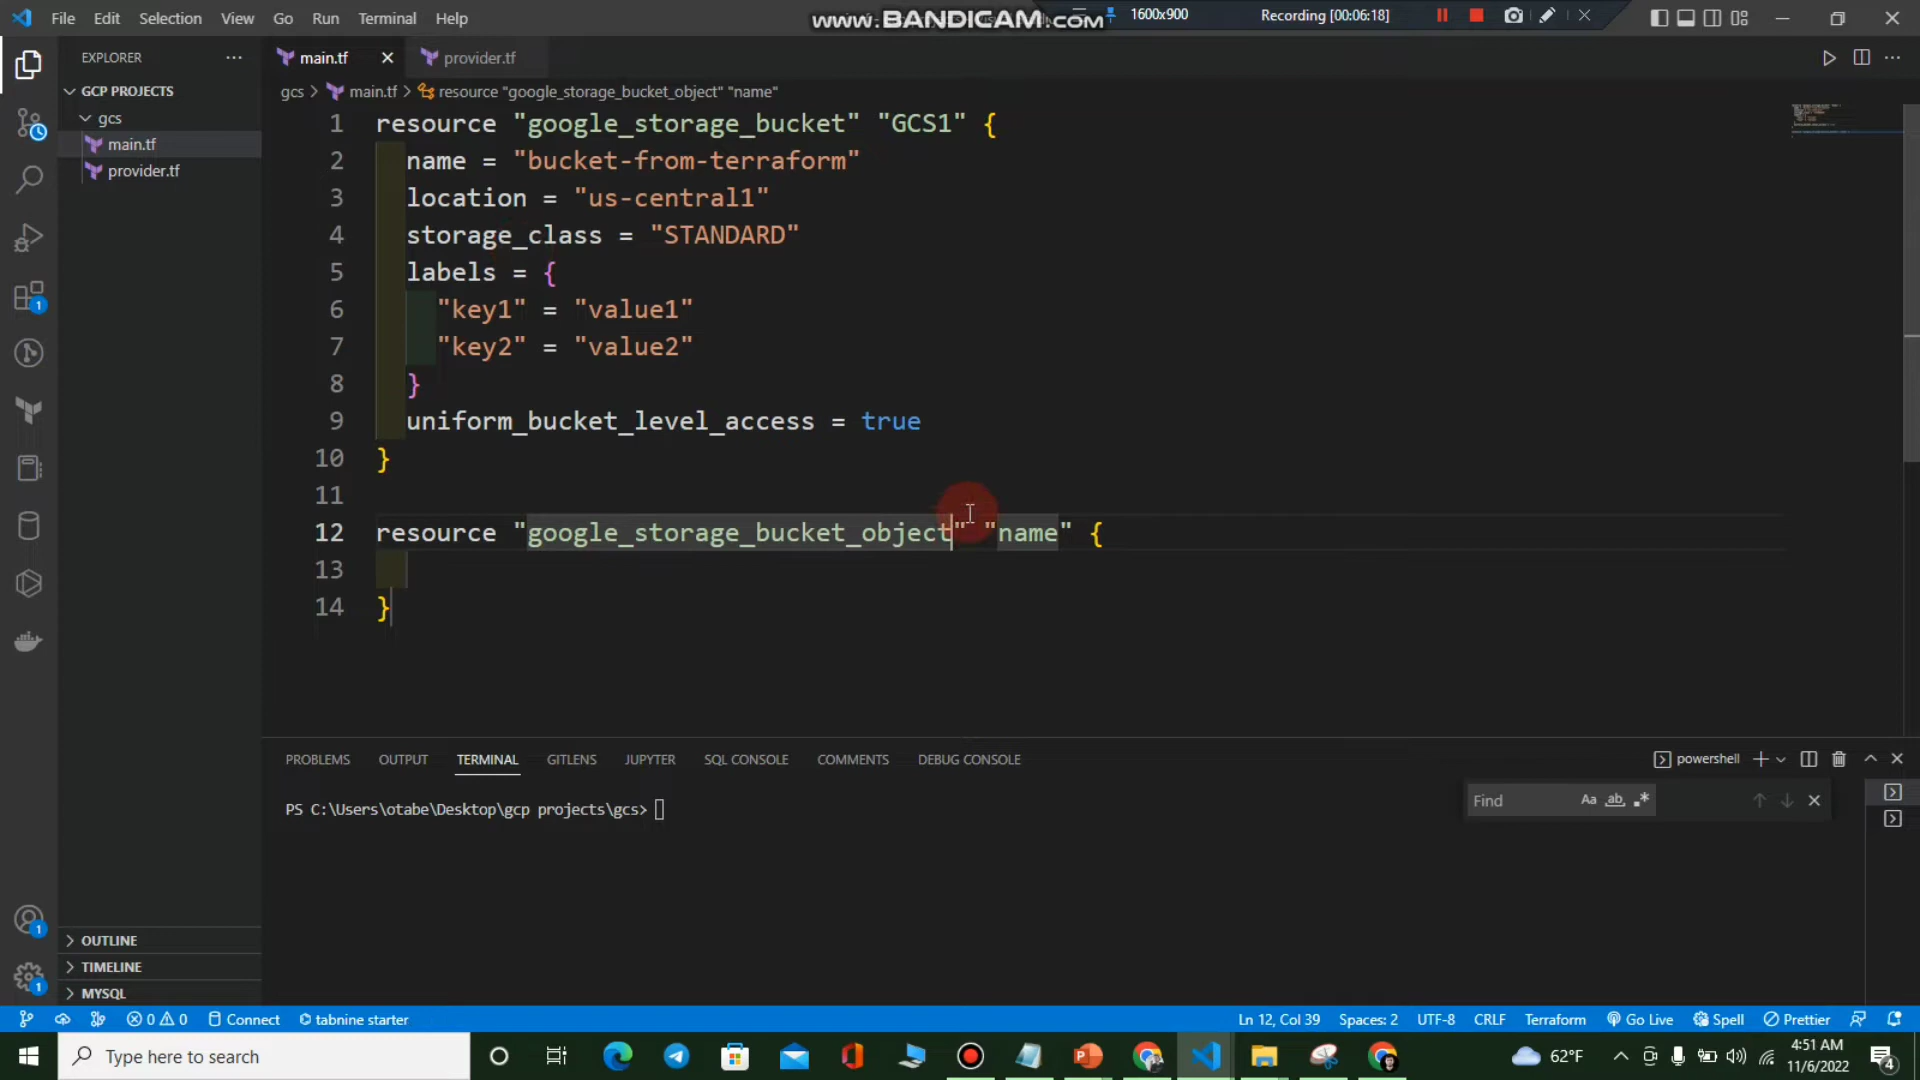 File Edit Selection View Go Run Terminal Help
www.BANDICAM.com
1600x900
Recording [00:06:18]
EXPLORER
main.tf
provider.tf
GCP PROJECTS
gcs
main.tf
provider.tf
gcs > main.tf > resource "google_storage_bucket_object" "name"
1 resource "google_storage_bucket" "GCS1" {
2 name = "bucket-from-terraform"
3 location = "us-central1"
4 storage_class = "STANDARD"
5 labels = {
6 "key1" = "value1"
7 "key2" = "value2"
8 }
9 uniform_bucket_level_access = true
10 }
11
12 resource "google_storage_bucket_object" "name" {
13
14 }
PROBLEMS OUTPUT TERMINAL GITLENS JUPYTER SQL CONSOLE COMMENTS DEBUG CONSOLE
powershell
PS C:\Users\otabe\Desktop\gcp projects\gcs>
Find
Aa ab
1
1
1
OUTLINE
TIMELINE
MYSQL
0 0 Connect tabnine starter
Ln 12, Col 39 Spaces: 2 UTF-8 CRLF Terraform Go Live Spell Prettier
Type here to search
62°F
4:51 AM
11/6/2022
4